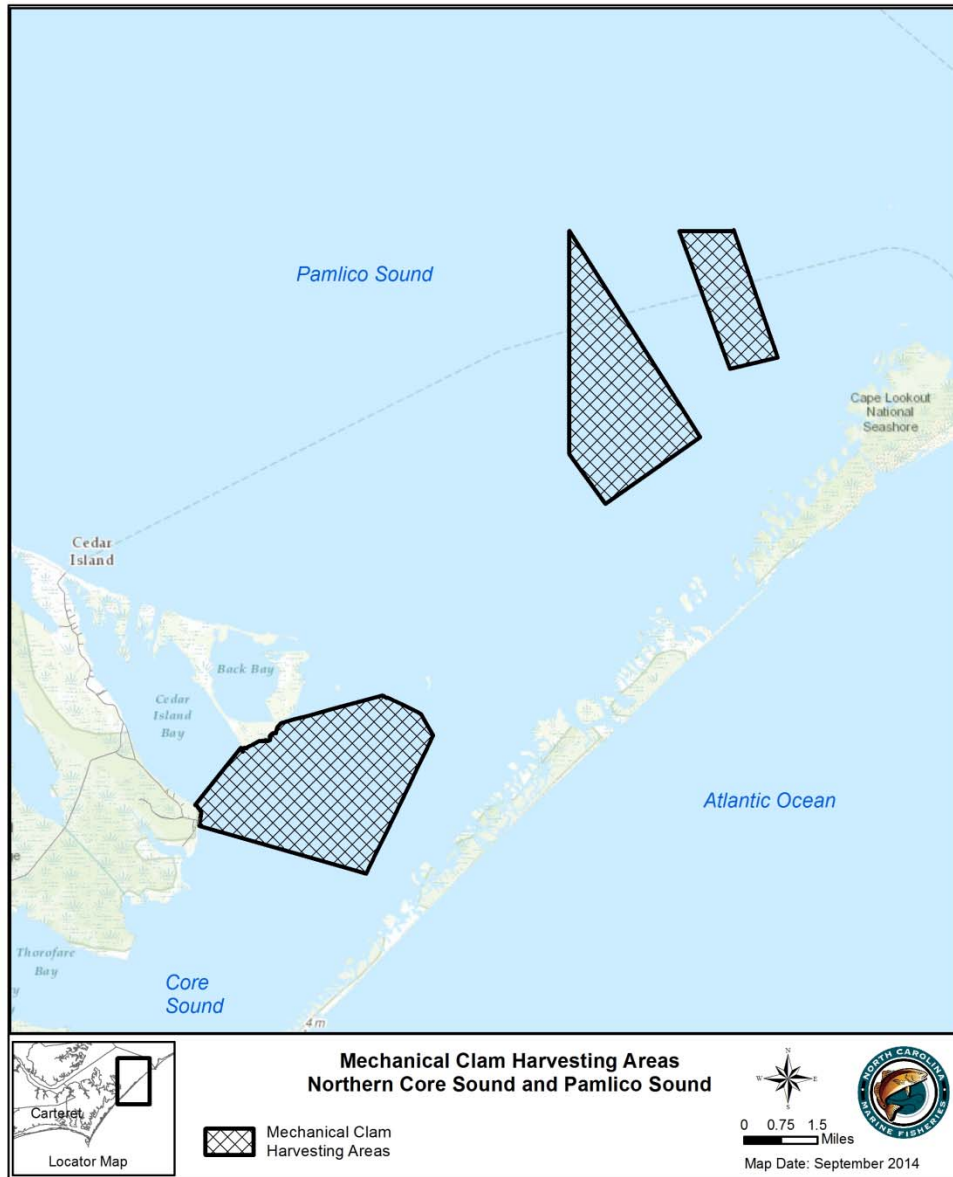 Pamlico Sound
Cape Lookout
National
Seashore
Cedar
Island
Back Bay
Cedar
Island
Bay
Atlantic Ocean
Thorofare
Bay
Core
Sound
4 m
Mechanical Clam Harvesting Areas
Northern Core Sound and Pamlico Sound
Carteret
Locator Map
Mechanical Clam
Harvesting Areas
N
W
E
S
0 0.75 1.5
Miles
Map Date: September 2014
NORTH CAROLINA
MARINE FISHERIES